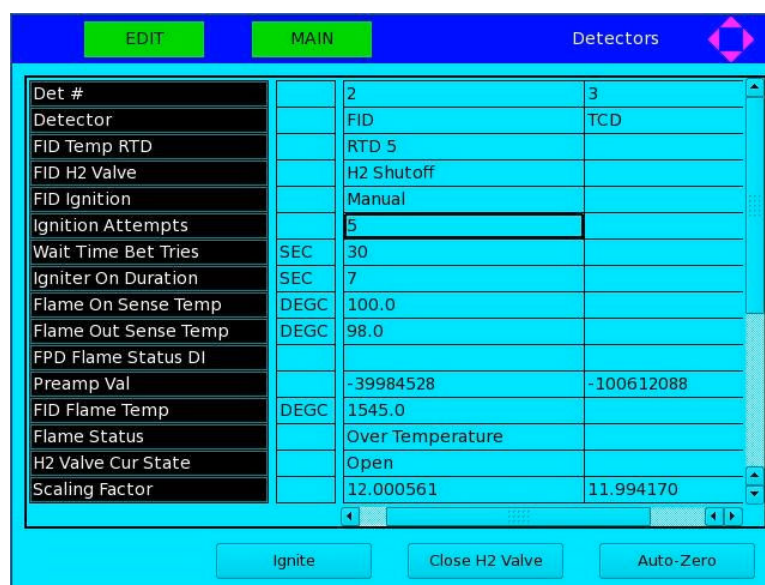 EDIT MAIN Detectors
Det # 2 3
Detector FID TCD
FID Temp RTD RTD 5
FID H2 Valve H2 Shutoff
FID Ignition Manual
Ignition Attempts 5
Wait Time Bet Tries SEC 30
Igniter On Duration SEC 7
Flame On Sense Temp DEGC 100.0
Flame Out Sense Temp DEGC 98.0
FPD Flame Status DI
Preamp Val -39984528 -100612088
FID Flame Temp DEGC 1545.0
Flame Status Over Temperature
H2 Valve Cur State Open
Scaling Factor 12.000561 11.994170
Ignite Close H2 Valve Auto-Zero